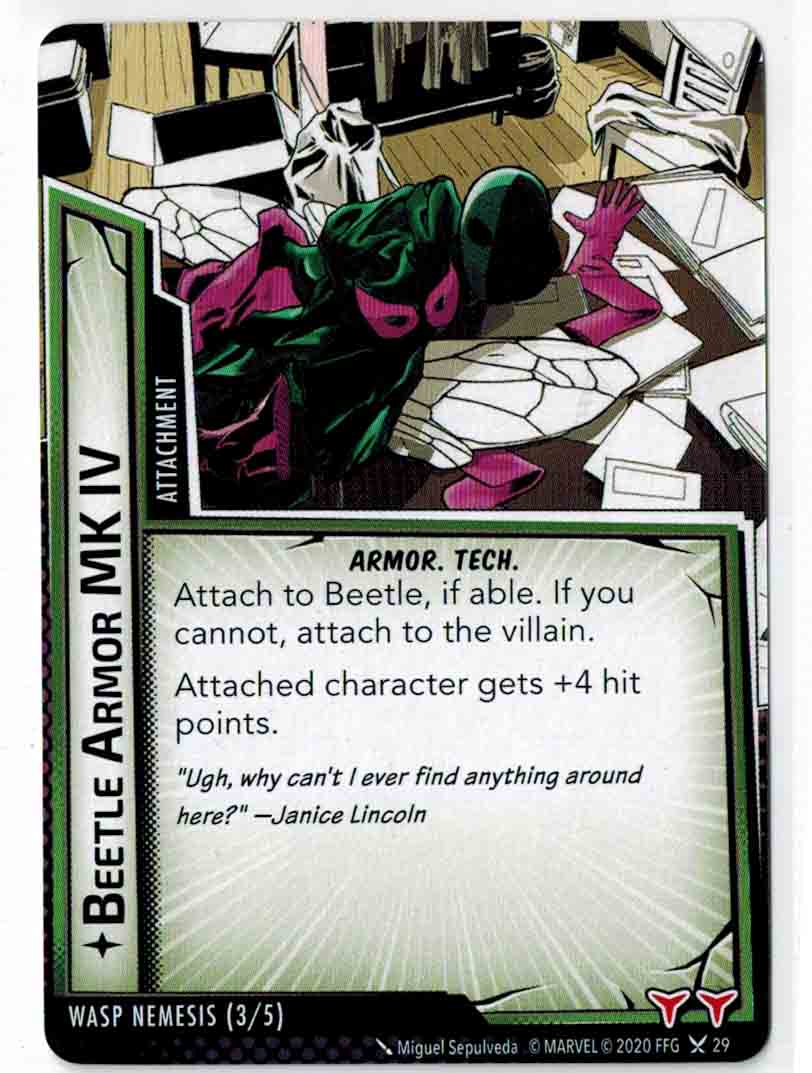 ATTACHMENT
BEETLE ARMOR MK IV
ARMOR. TECH.
Attach to Beetle, if able. If you
cannot, attach to the villain.
Attached character gets +4 hit
points.
"Ugh, why can't I ever find anything around
here?" —Janice Lincoln
WASP NEMESIS (3/5)
Miguel Sepulveda © MARVEL © 2020 FFG 29